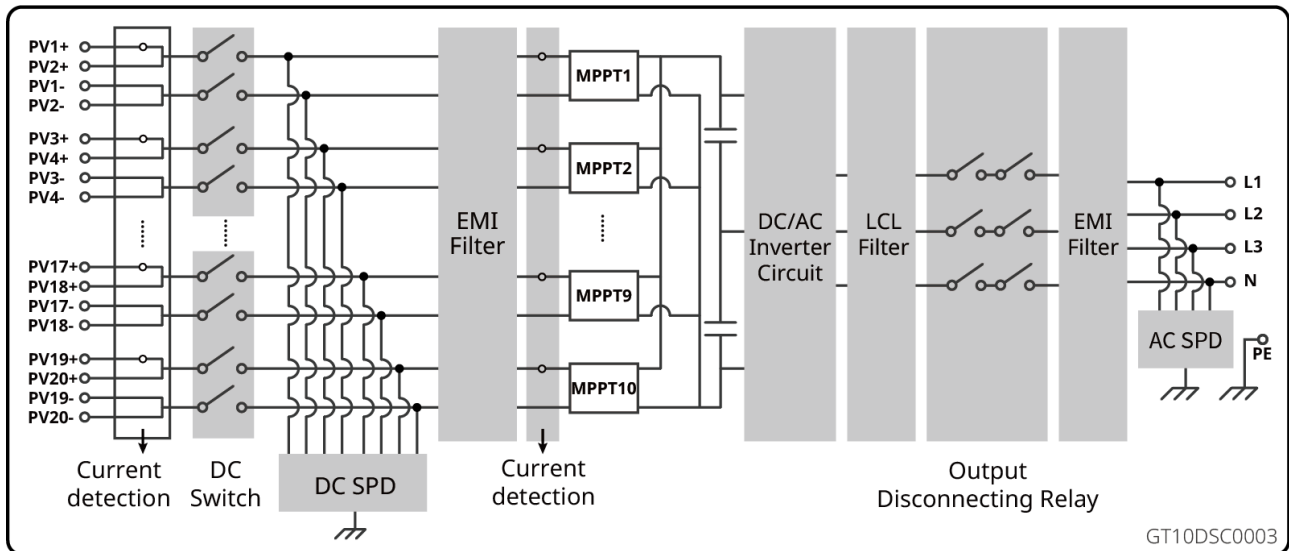 PV1+
PV2+
PV1-
PV2-
PV3+
PV4+
PV3-
PV4-
PV17+
PV18+
PV17-
PV18-
PV19+
PV20+
PV19-
PV20-
Current
detection
DC
Switch
DC SPD
EMI
Filter
Current
detection
MPPT1
MPPT2
MPPT9
MPPT10
DC/AC
Inverter
Circuit
LCL
Filter
Output
Disconnecting Relay
EMI
Filter
L1
L2
L3
N
AC SPD
PE
GT10DSC0003